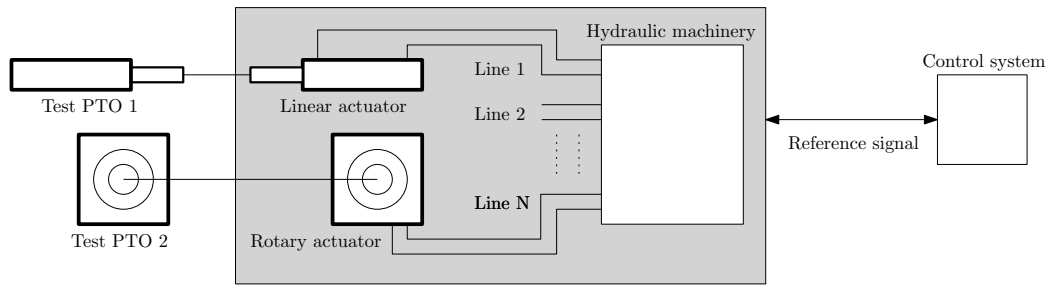 Hydraulic machinery
Control system
Line 1
Test PTO 1
Linear actuator
Line 2
Reference signal
Line N
Test PTO 2
Rotary actuator